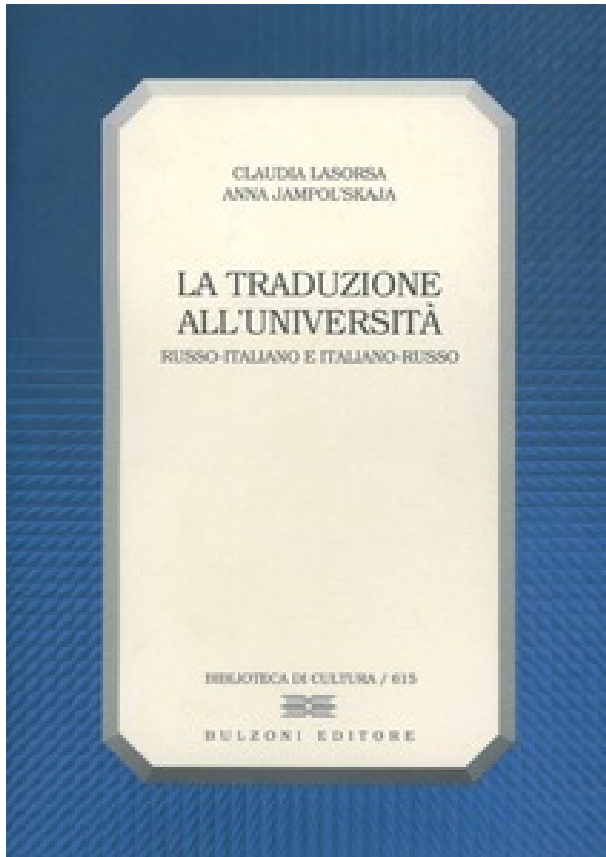 CLAUDIA LASORSA
ANNA JAMPOL'SKAJA
LA TRADUZIONE
ALL'UNIVERSITÀ
RUSSO-ITALIANO E ITALIANO-RUSSO
BIBLIOTECA DI CULTURA / 615
BULZONI EDITORE